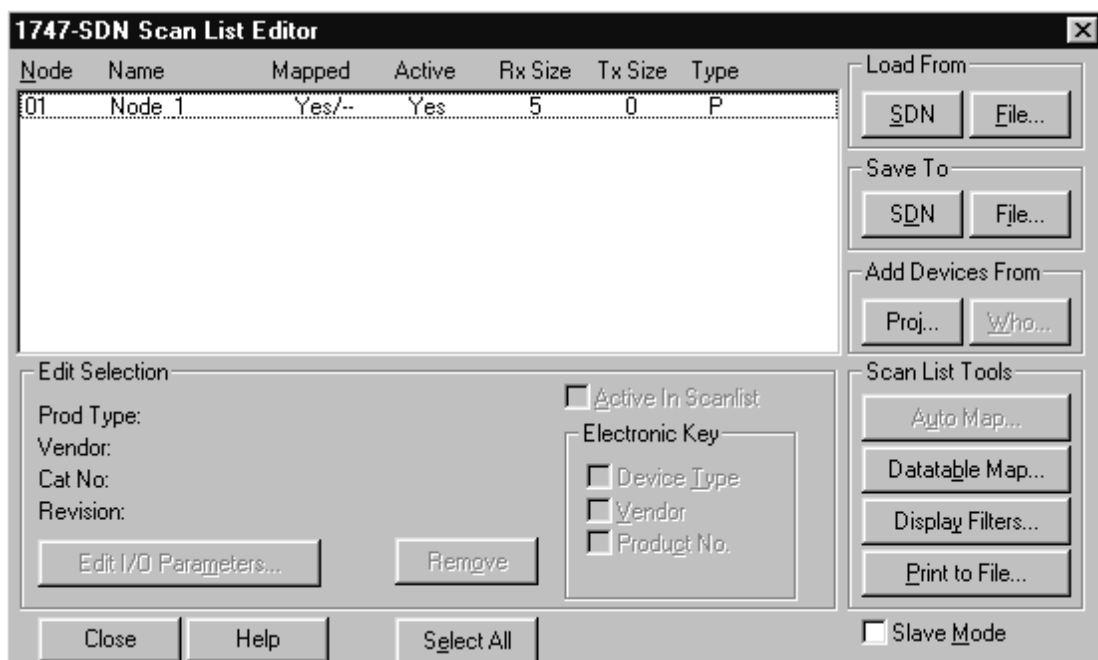 1747-SDN Scan List Editor
Node Name Mapped Active Rx Size Tx Size Type
01 Node 1 Yes/-- Yes 5 0 P
Load From
SDN File...
Save To
SDN File...
Add Devices From
Proj... Who...
Edit Selection
Prod Type:
Vendor:
Cat No:
Revision:
Edit I/O Parameters...
Remove
Active In Scanlist
Electronic Key
Device Type
Vendor
Product No.
Scan List Tools
Auto Map...
Datatable Map...
Display Filters...
Print to File...
Close Help Select All
Slave Mode